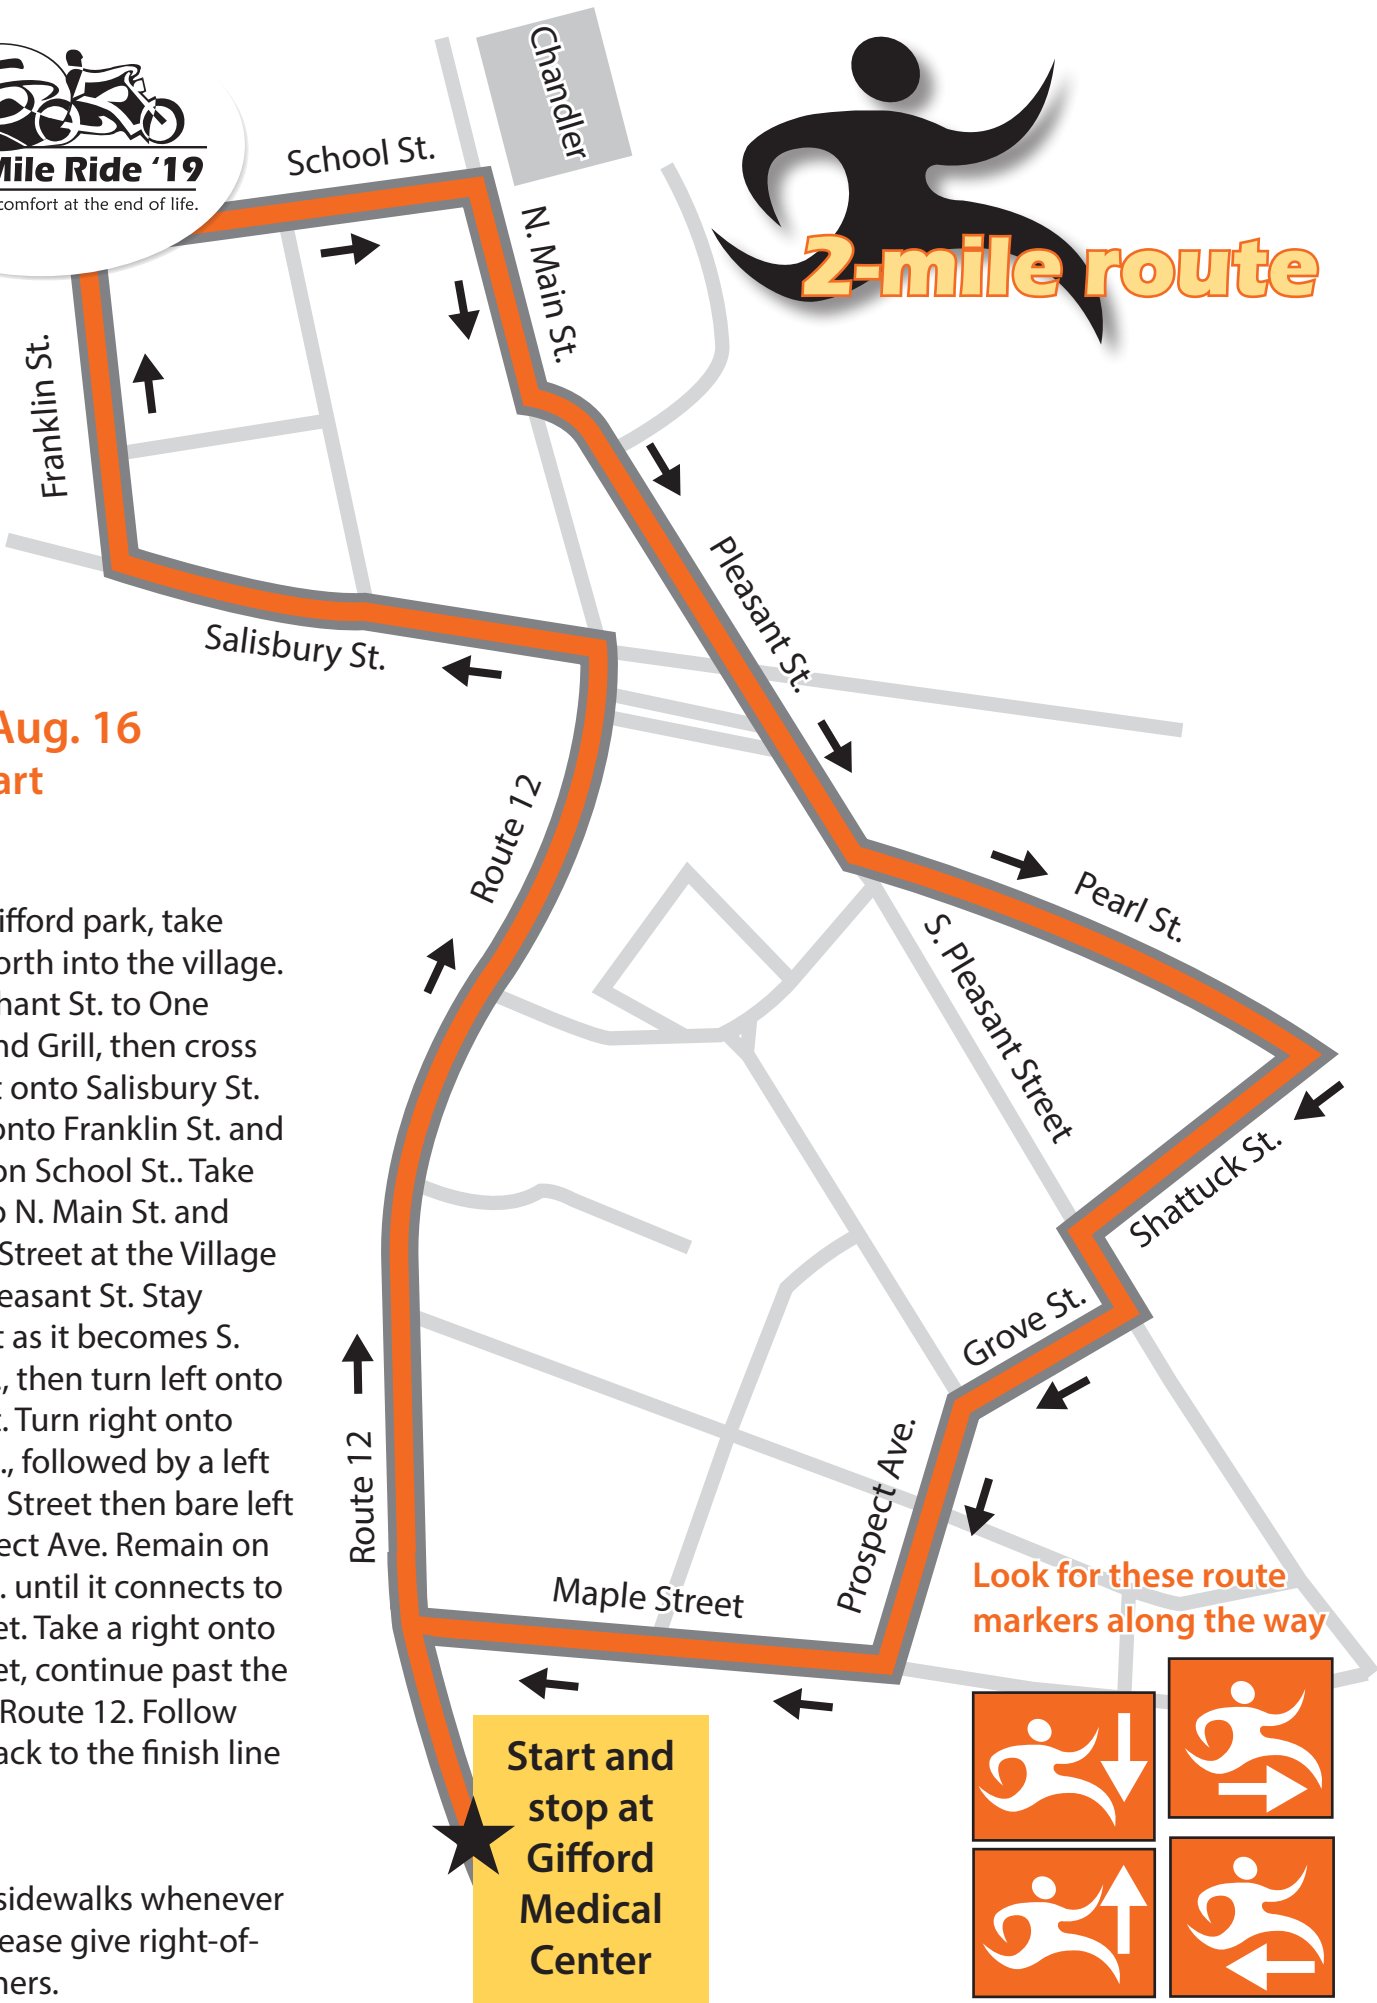 Mile Ride ‘19
comfort at the end of life.
2-mile route
Chandler
School St.
N. Main St.
Franklin St.
Salisbury St.
Pleasant St.
Route 12
Pearl St.
S. Pleasant Street
Shattuck St.
Grove St.
Prospect Ave.
Route 12
Maple Street
Aug. 16
art
ifford park, take
orth into the village.
hant St. to One
nd Grill, then cross
t onto Salisbury St.
onto Franklin St. and
on School St.. Take
o N. Main St. and
Street at the Village
easant St. Stay
t as it becomes S.
., then turn left onto
t. Turn right onto
., followed by a left
Street then bare left
ect Ave. Remain on
. until it connects to
et. Take a right onto
et, continue past the
Route 12. Follow
ack to the finish line
sidewalks whenever
ease give right-of-
ners.
Look for these route
markers along the way
Start and
stop at
Gifford
Medical
Center